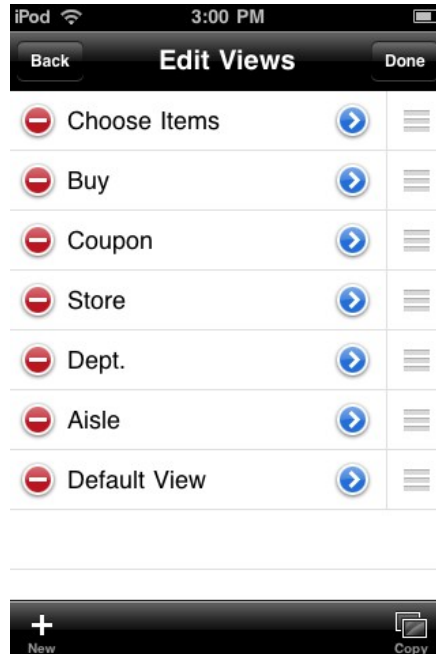 iPod 3:00 PM
Back Edit Views Done
Choose Items
Buy
Coupon
Store
Dept.
Aisle
Default View
New Copy